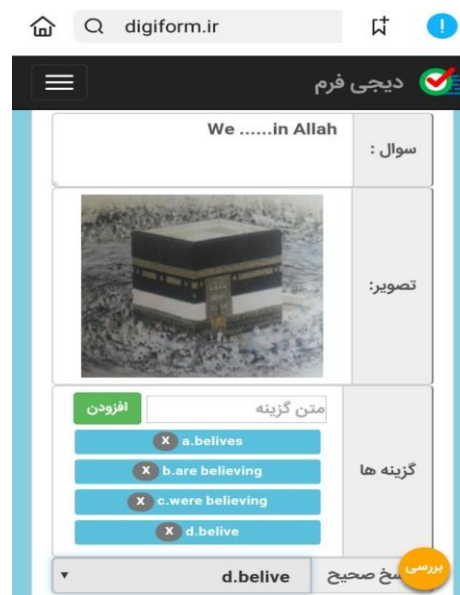 digiform.ir
دیجی فرم
سوال :
We ......in Allah
تصویر:
گزینه ها
متن گزینه
افزودن
a.belives X
b.are believing X
c.were believing X
d.belive X
سخ صحیح
d.belive
بررسی